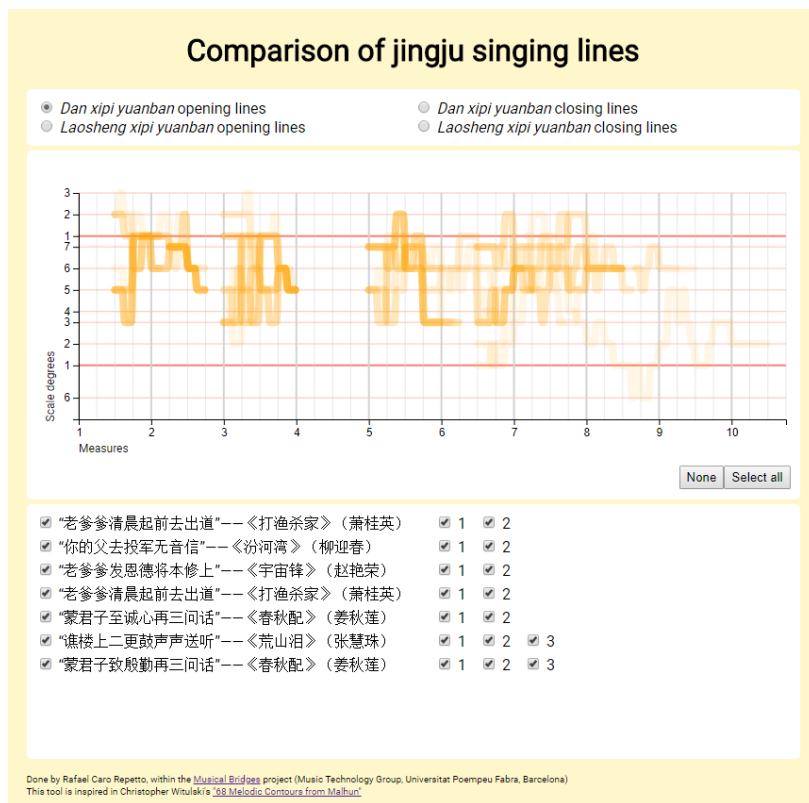 Comparison of jingju singing lines
Dan xipi yuanban opening lines
Dan xipi yuanban closing lines
Laosheng xipi yuanban opening lines
Laosheng xipi yuanban closing lines
3
2
1
7
6
5
4
3
2
1
6
Scale degrees
1 2 3 4 5 6 7 8 9 10
Measures
None Select all
“老爹爹清晨起前去出道”——《打渔杀家》（萧桂英） 1 2
“你的父去投军无音信”——《汾河湾》（柳迎春） 1 2
“老爹爹发恩德将本修上”——《宇宙锋》（赵艳荣） 1 2
“老爹爹清晨起前去出道”——《打渔杀家》（萧桂英） 1 2
“蒙君子至诚心再三问话”——《春秋配》（姜秋莲） 1 2
“谯楼上二更鼓声声送听”——《荒山泪》（张慧珠） 1 2 3
“蒙君子致殷勤再三问话”——《春秋配》（姜秋莲） 1 2 3
Done by Rafael Caro Repetto, within the Musical Bridges project (Music Technology Group, Universitat Poempeu Fabra, Barcelona)
This tool is inspired in Christopher Witulski's "68 Melodic Contours from Malhun"